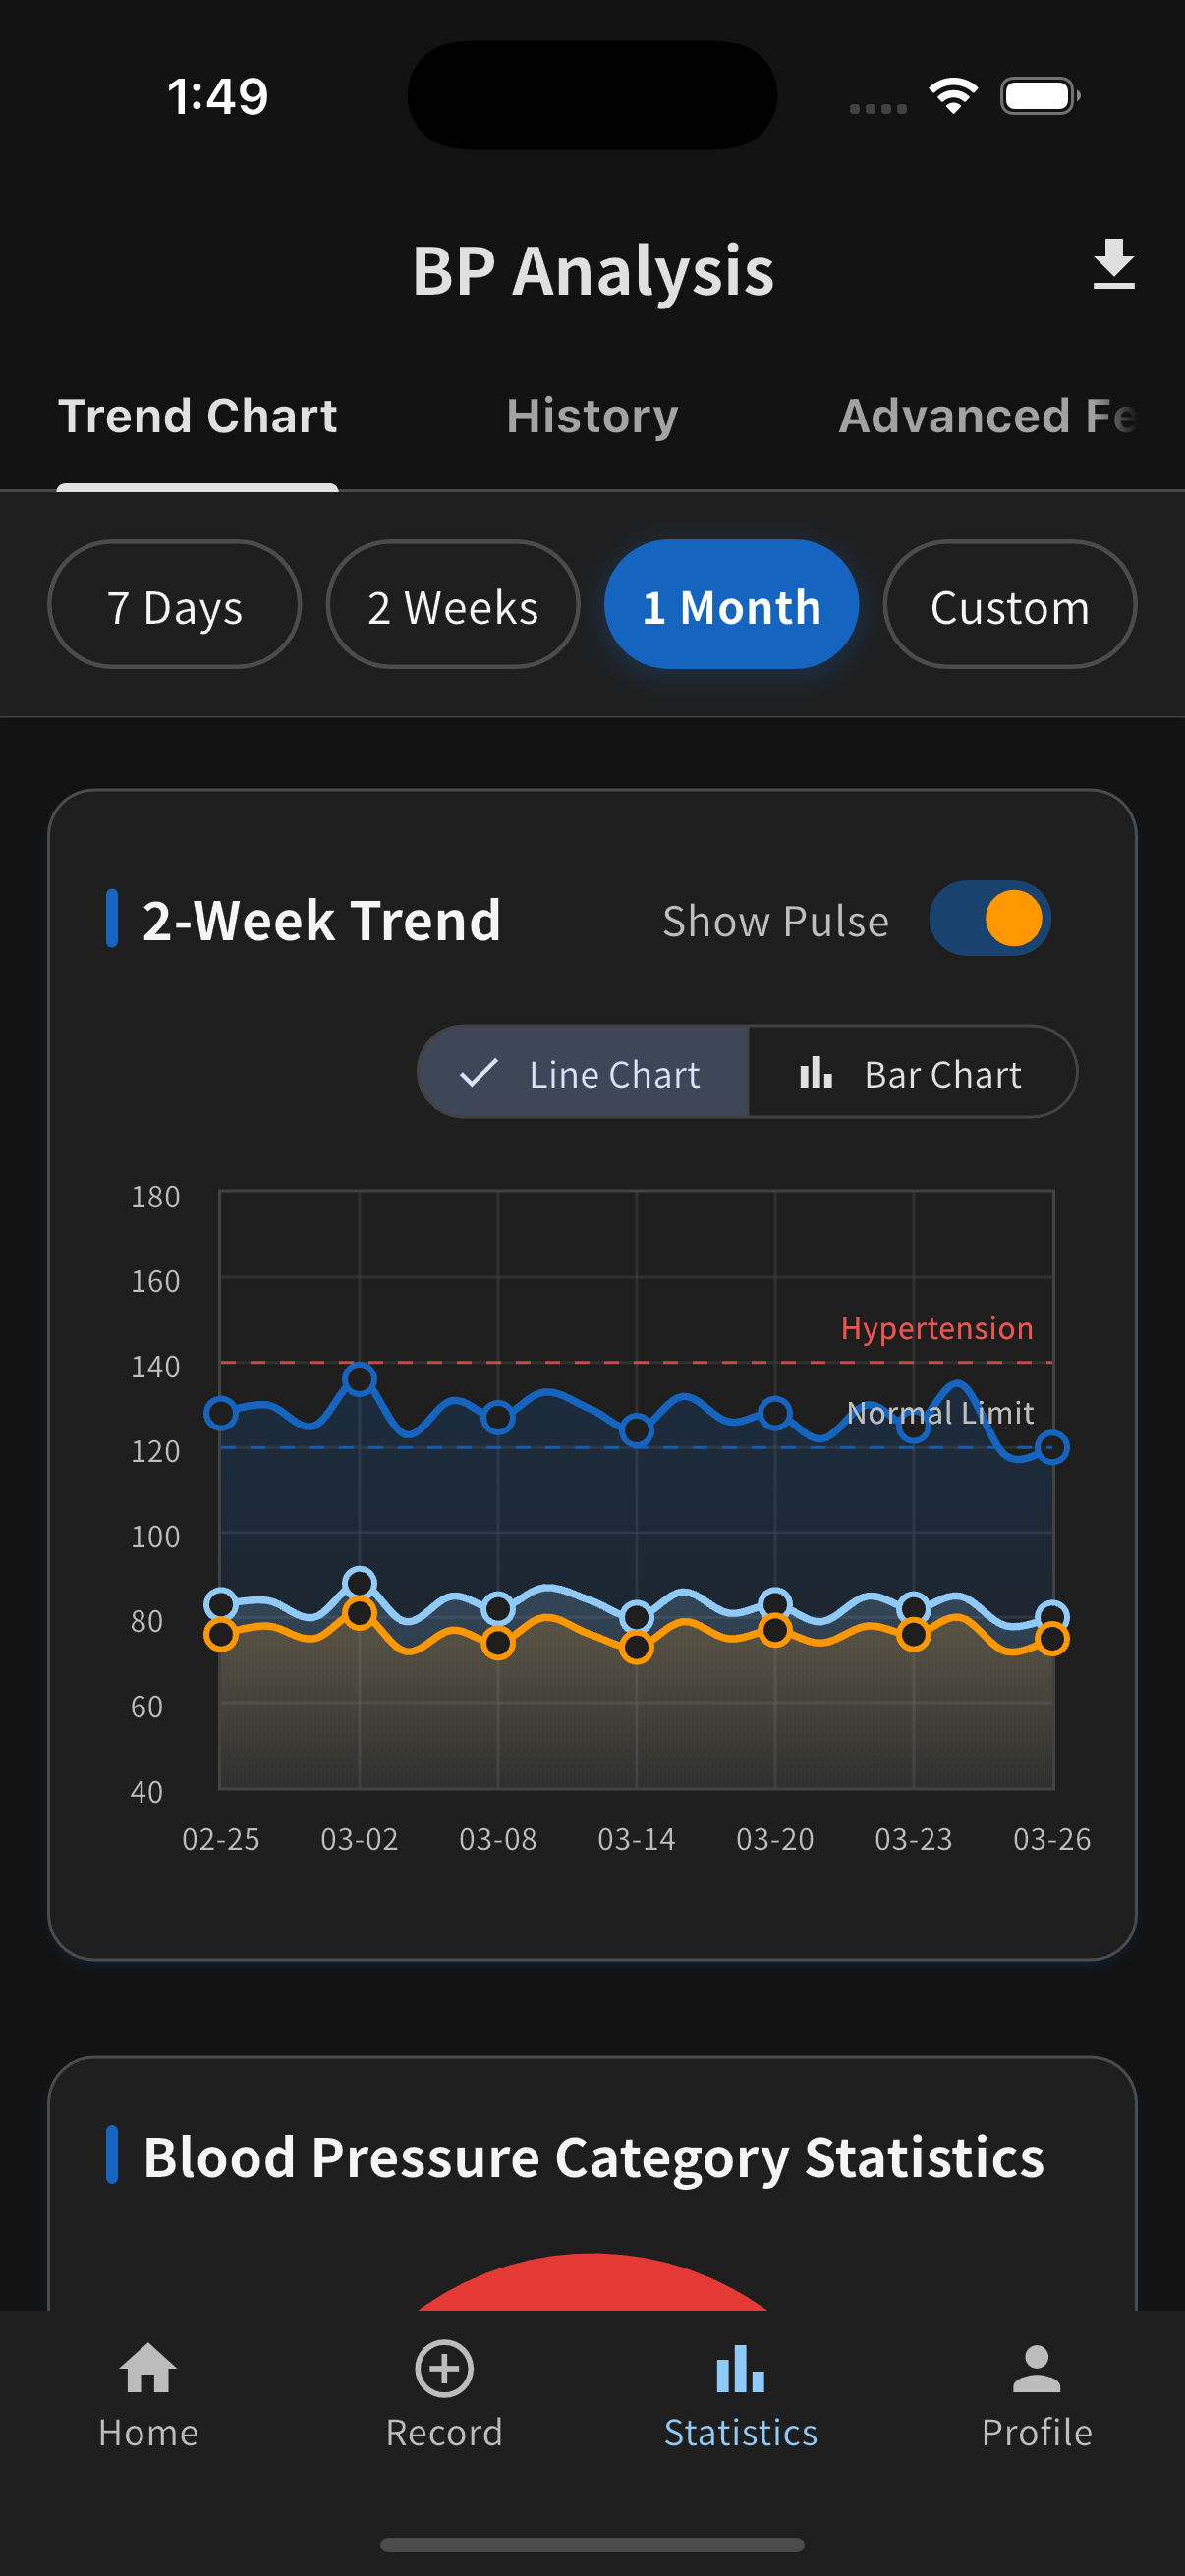 1:49
BP Analysis
Trend Chart History Advanced Fe
7 Days 2 Weeks 1 Month Custom
2-Week Trend Show Pulse
Line Chart Bar Chart
180
160
Hypertension
140
Normal Limit
120
100
80
60
40
02-25 03-02 03-08 03-14 03-20 03-23 03-26
Blood Pressure Category Statistics
Home Record Statistics Profile